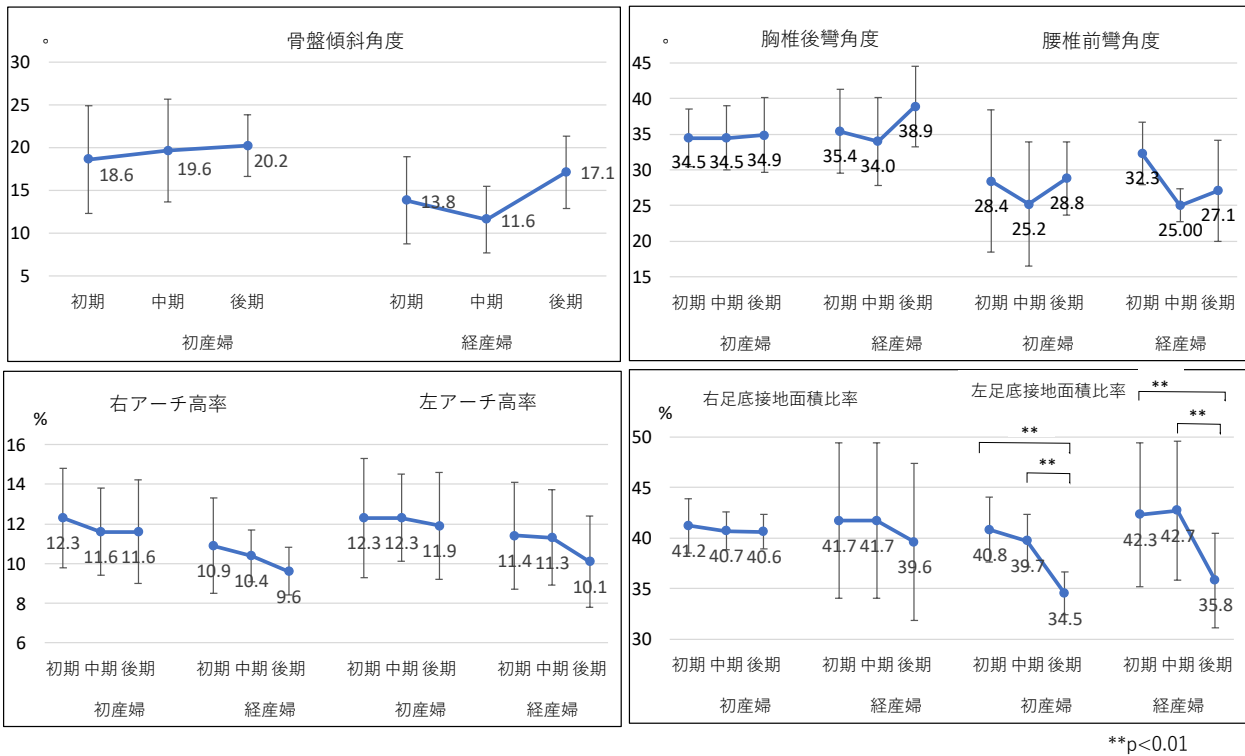 骨盤傾斜角度
°
30
25
20
15
10
5
18.6
19.6
20.2
13.8
11.6
17.1
初期 中期 後期 初期 中期 後期
初産婦 経産婦
胸椎後彎角度 腰椎前彎角度
°
45
40
35
30
25
20
15
34.5 34.5 34.9
35.4 34.0 38.9
28.4 25.2 28.8
32.3 25.00 27.1
初期 中期 後期 初期 中期 後期 初期 中期 後期 初期 中期 後期
初産婦 経産婦 初産婦 経産婦
右アーチ高率 左アーチ高率
%
16
14
12
10
8
6
12.3 11.6 11.6
10.9 10.4 9.6
12.3 12.3 11.9
11.4 11.3 10.1
初期 中期 後期 初期 中期 後期 初期 中期 後期 初期 中期 後期
初産婦 経産婦 初産婦 経産婦
右足底接地面積比率 左足底接地面積比率
%
** **
** **
50
45
40
35
30
41.2 40.7 40.6
41.7 41.7 39.6
40.8 39.7 34.5
42.3 42.7 35.8
初期 中期 後期 初期 中期 後期 初期 中期 後期 初期 中期 後期
初産婦 経産婦 初産婦 経産婦
**p<0.01